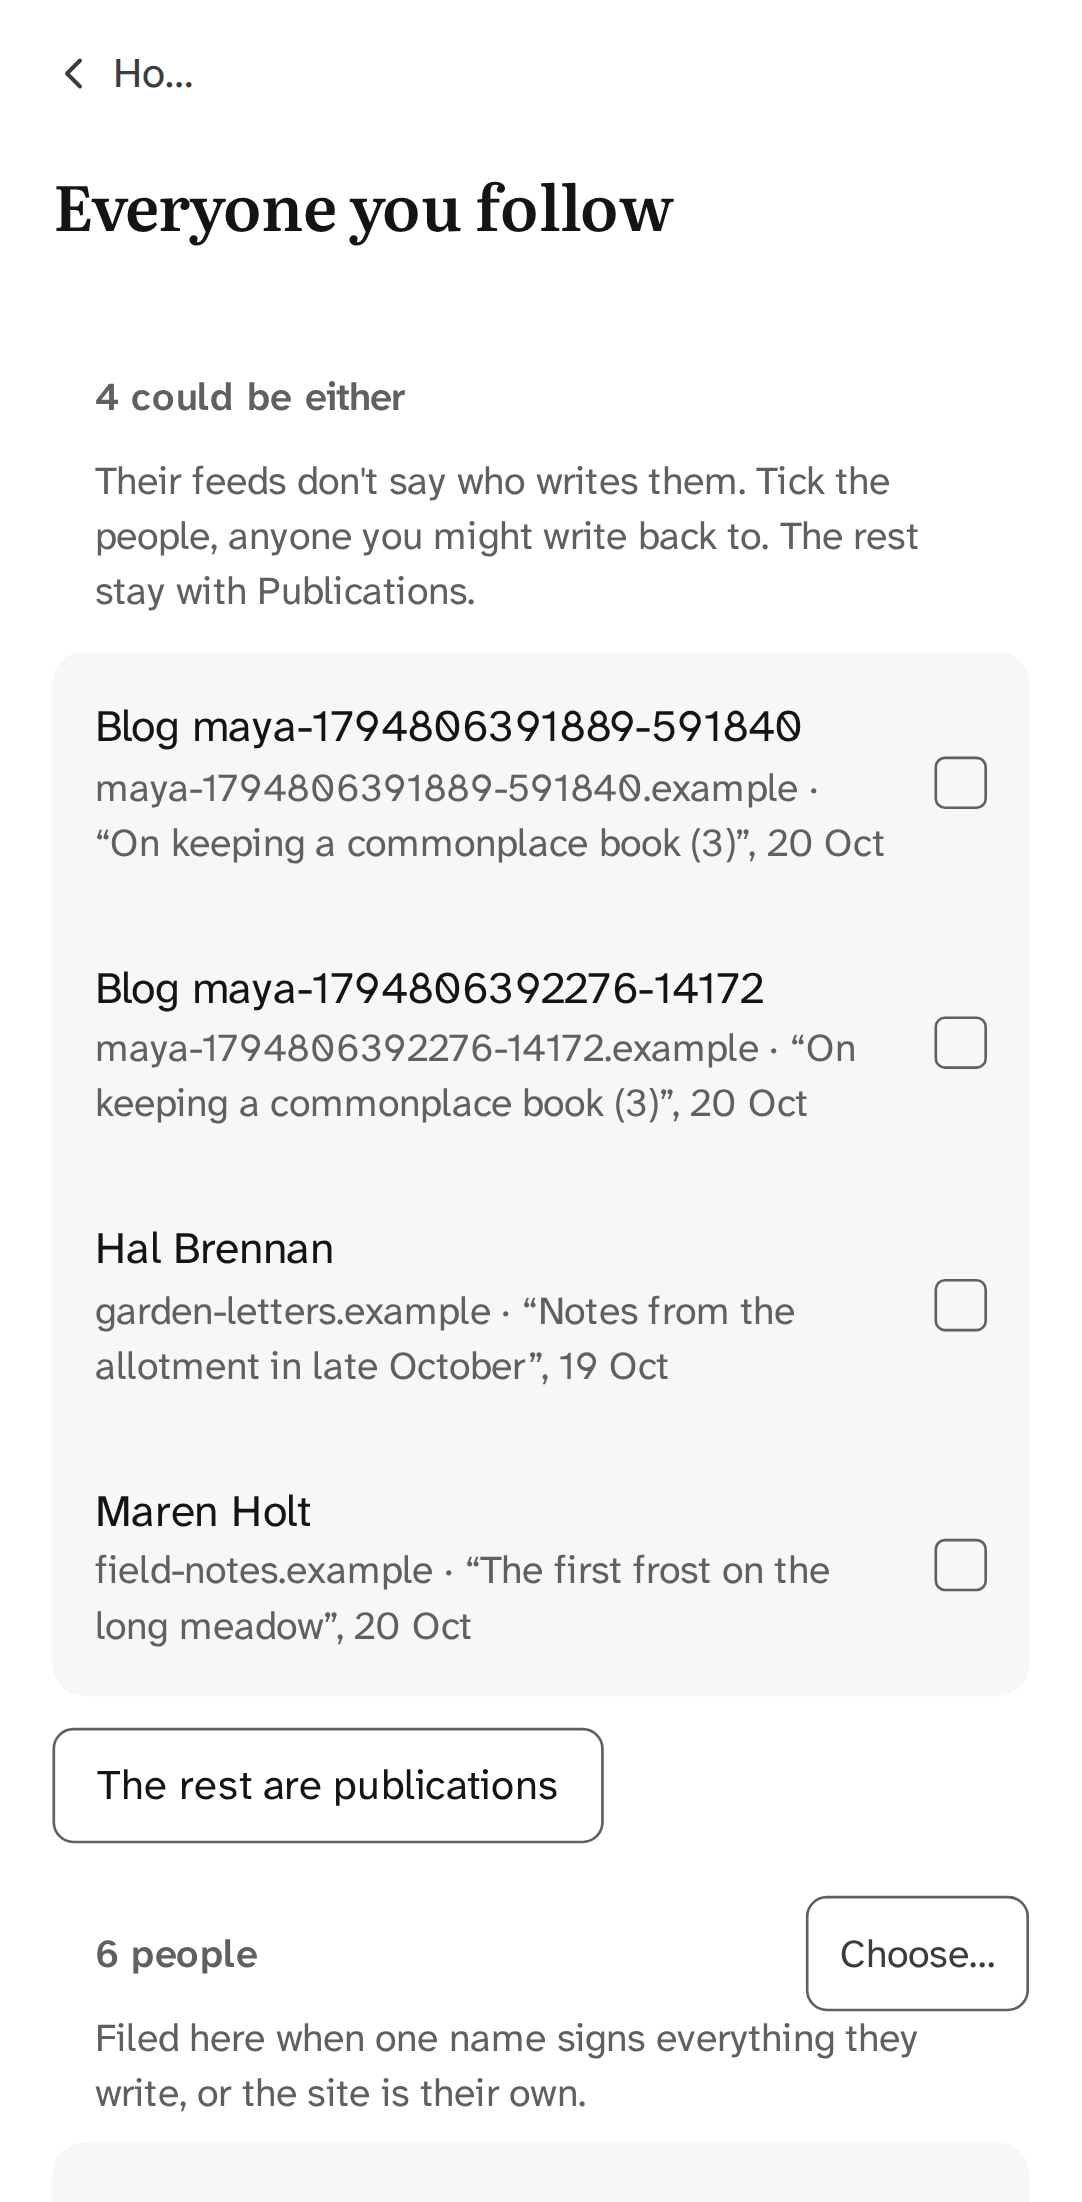 Ho...
Everyone you follow
4 could be either
Their feeds don't say who writes them. Tick the
people, anyone you might write back to. The rest
stay with Publications.
Blog maya-1794806391889-591840
maya-1794806391889-591840.example ·
“On keeping a commonplace book (3)”, 20 Oct
Blog maya-1794806392276-14172
maya-1794806392276-14172.example · “On
keeping a commonplace book (3)”, 20 Oct
Hal Brennan
garden-letters.example · “Notes from the
allotment in late October”, 19 Oct
Maren Holt
field-notes.example · “The first frost on the
long meadow”, 20 Oct
The rest are publications
6 people
Choose...
Filed here when one name signs everything they
write, or the site is their own.